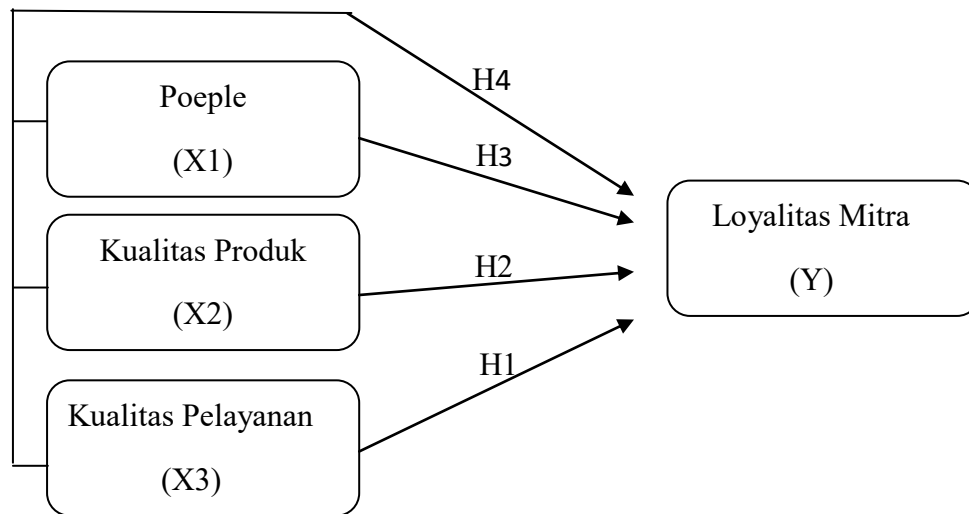 H4
Poeple
(X1)
H3
Loyalitas Mitra
(Y)
Kualitas Produk
(X2)
H2
H1
Kualitas Pelayanan
(X3)